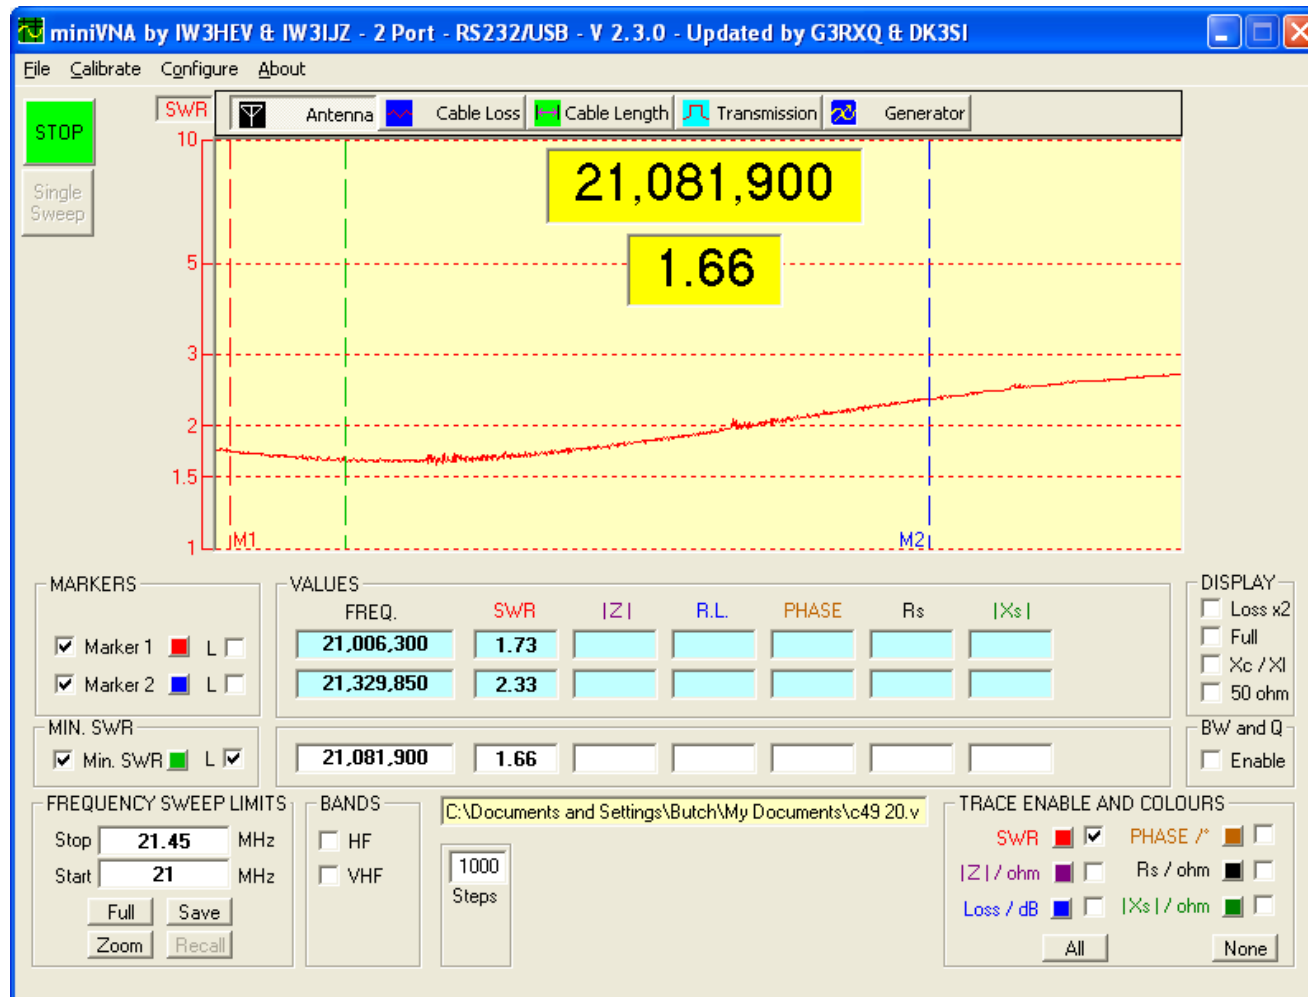 miniVNA by IW3HEV & IW3IJZ - 2 Port - RS232/USB - V 2.3.0 - Updated by G3RXQ & DK3SI
File Calibrate Configure About
STOP
Single
Sweep
SWR
Antenna Cable Loss Cable Length Transmission Generator
10
21,081,900
5
1.66
3
2
1.5
1
M1 M2
MARKERS
Marker 1 L
Marker 2 L
VALUES
FREQ. SWR |Z| R.L. PHASE Rs |Xs|
21,006,300 1.73
21,329,850 2.33
DISPLAY
Loss x2
Full
Xc / Xl
50 ohm
MIN. SWR
Min. SWR L
21,081,900 1.66
BW and Q
Enable
FREQUENCY SWEEP LIMITS
Stop 21.45 MHz
Start 21 MHz
Full Save
Zoom Recall
BANDS
HF
VHF
C:\Documents and Settings\Butch\My Documents\c49 20.v
1000
Steps
TRACE ENABLE AND COLOURS
SWR PHASE /°
|Z| / ohm Rs / ohm
Loss / dB |Xs| / ohm
All None